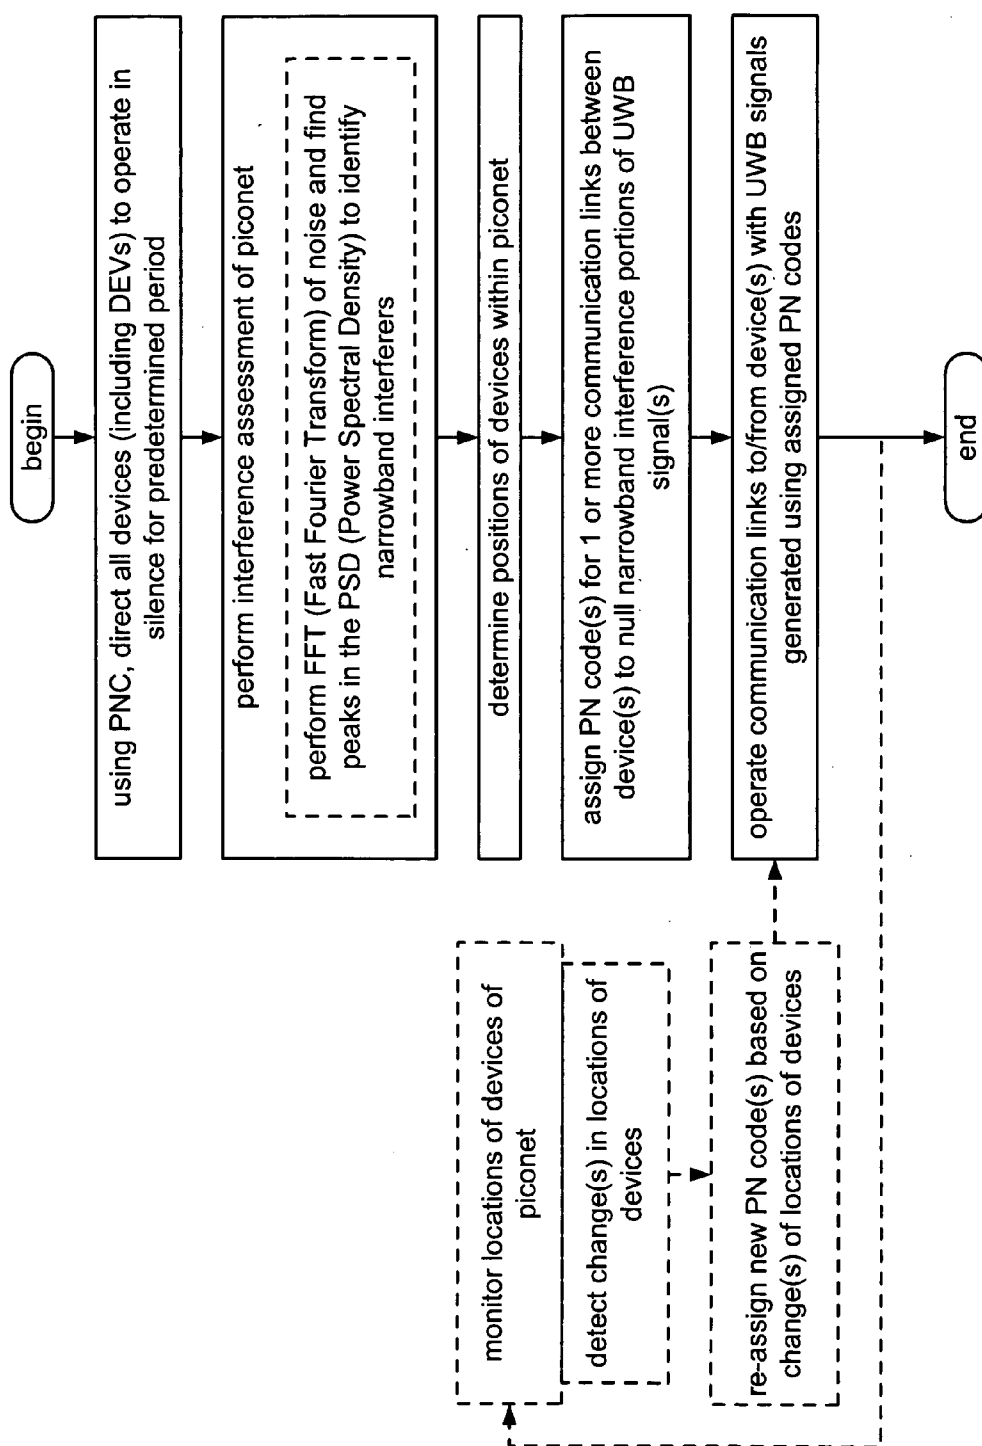 begin
using PNC, direct all devices (including DEVs) to operate in
silence for predetermined period
perform interference assessment of piconet
perform FFT (Fast Fourier Transform) of noise and find
peaks in the PSD (Power Spectral Density) to identify
narrowband interferers
determine positions of devices within piconet
assign PN code(s) for 1 or more communication links between
device(s) to null narrowband interference portions of UWB
signal(s)
operate communication links to/from device(s) with UWB signals
generated using assigned PN codes
end
monitor locations of devices of
piconet
detect change(s) in locations of
devices
re-assign new PN code(s) based on
change(s) of locations of devices